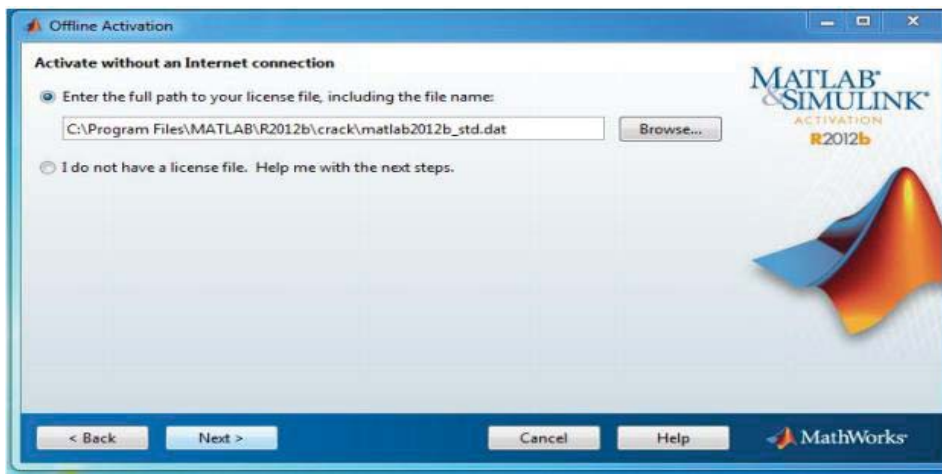 Offline Activation
Activate without an Internet connection
Enter the full path to your license file, including the file name:
C:\Program Files\MATLAB\R2012b\crack\matlab2012b_std.dat
Browse...
I do not have a license file. Help me with the next steps.
MATLAB®
&SIMULINK®
ACTIVATION
R2012b
< Back
Next >
Cancel
Help
MathWorks®